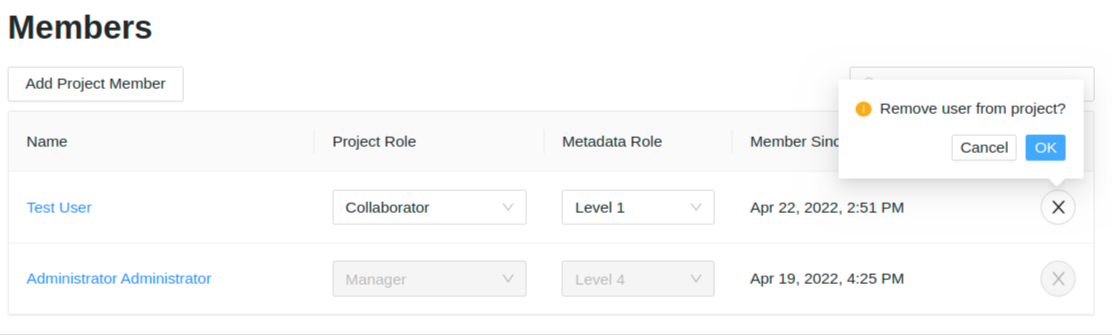 Members
Add Project Member
Remove user from project?
Cancel OK
Name Project Role Metadata Role Member Sinc
Test User Collaborator Level 1 Apr 22, 2022, 2:51 PM
Administrator Administrator Manager Level 4 Apr 19, 2022, 4:25 PM